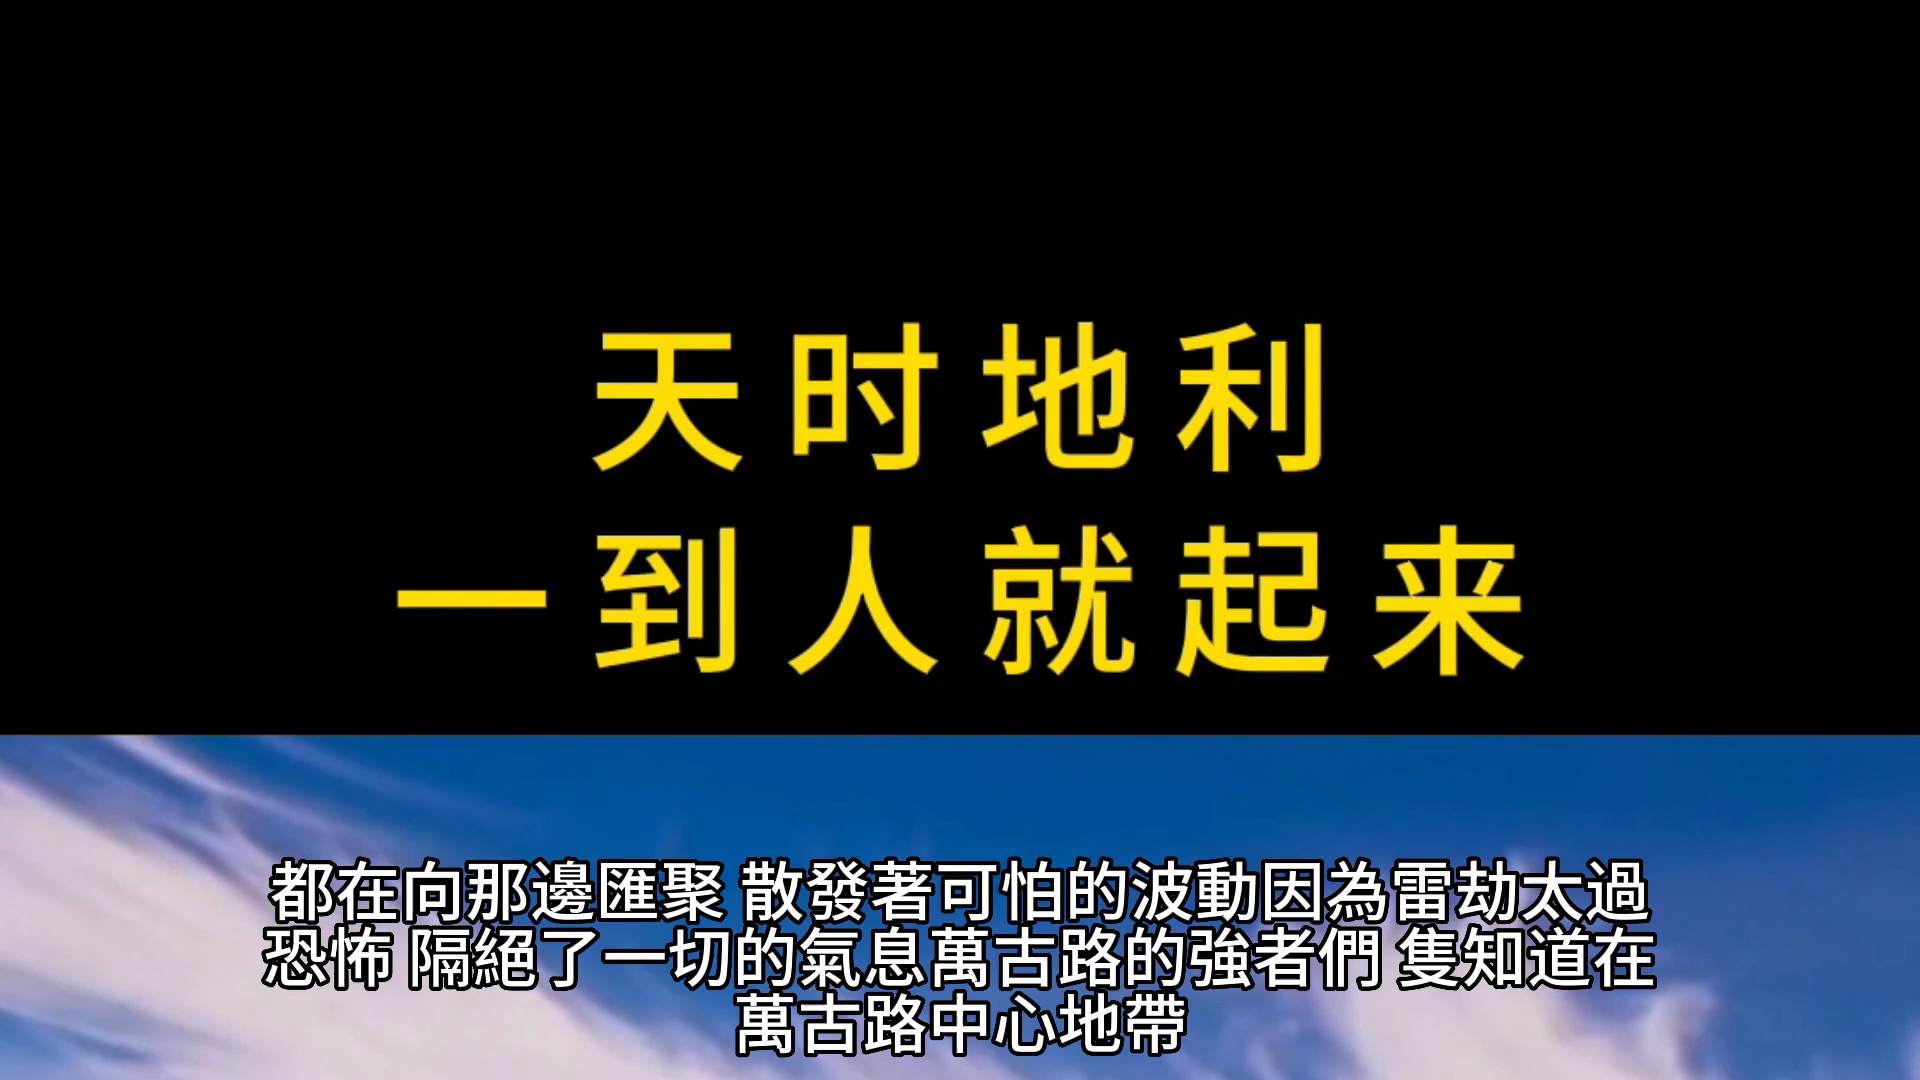 天时地利
一到人就起来
都在向那邊匯聚 散發著可怕的波動因為雷劫太過
恐怖 隔絕了一切的氣息萬古路的強者們 隻知道在
萬古路中心地帶